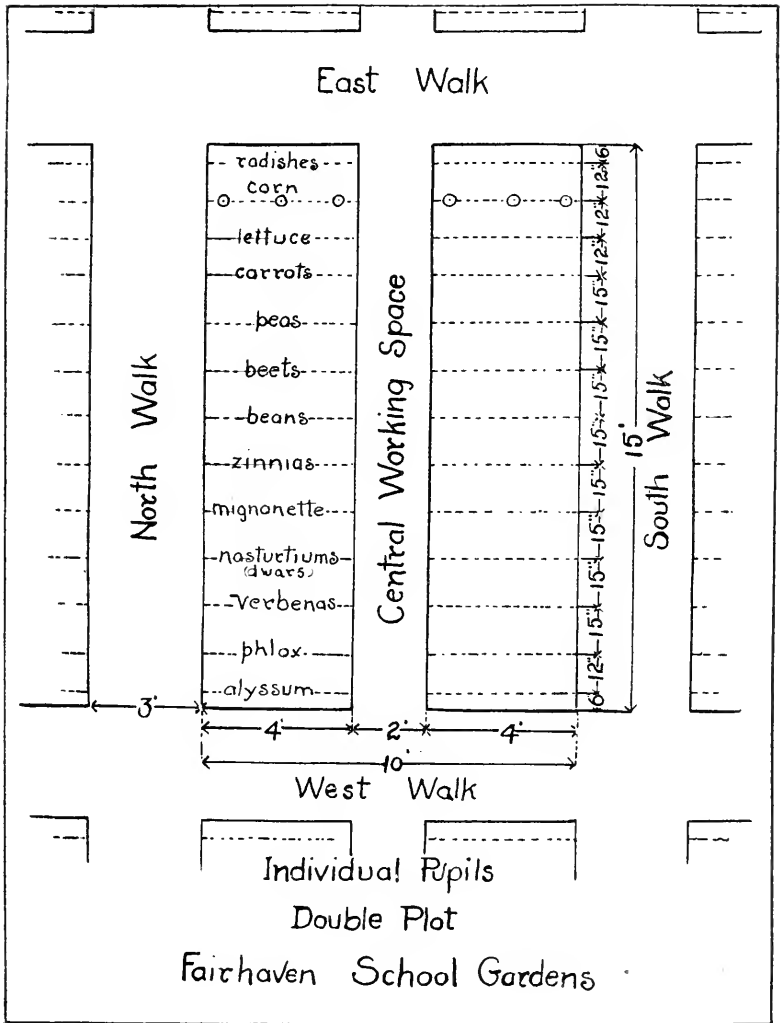 East Walk
radishes
corn
lettuce
carrots
peas
beets
beans
zinnias
mignonette
nasturtiums
(dwars)
verbenas
phlox
alyssum
North Walk
Central Working Space
6" 12" 15" 15" 15" 15" 15" 15" 15" 15" 12" 12" 12" 6
15'
South Walk
3'
4' 2' 4'
10'
West Walk
Individual Pupils
Double Plot
Fairhaven School Gardens